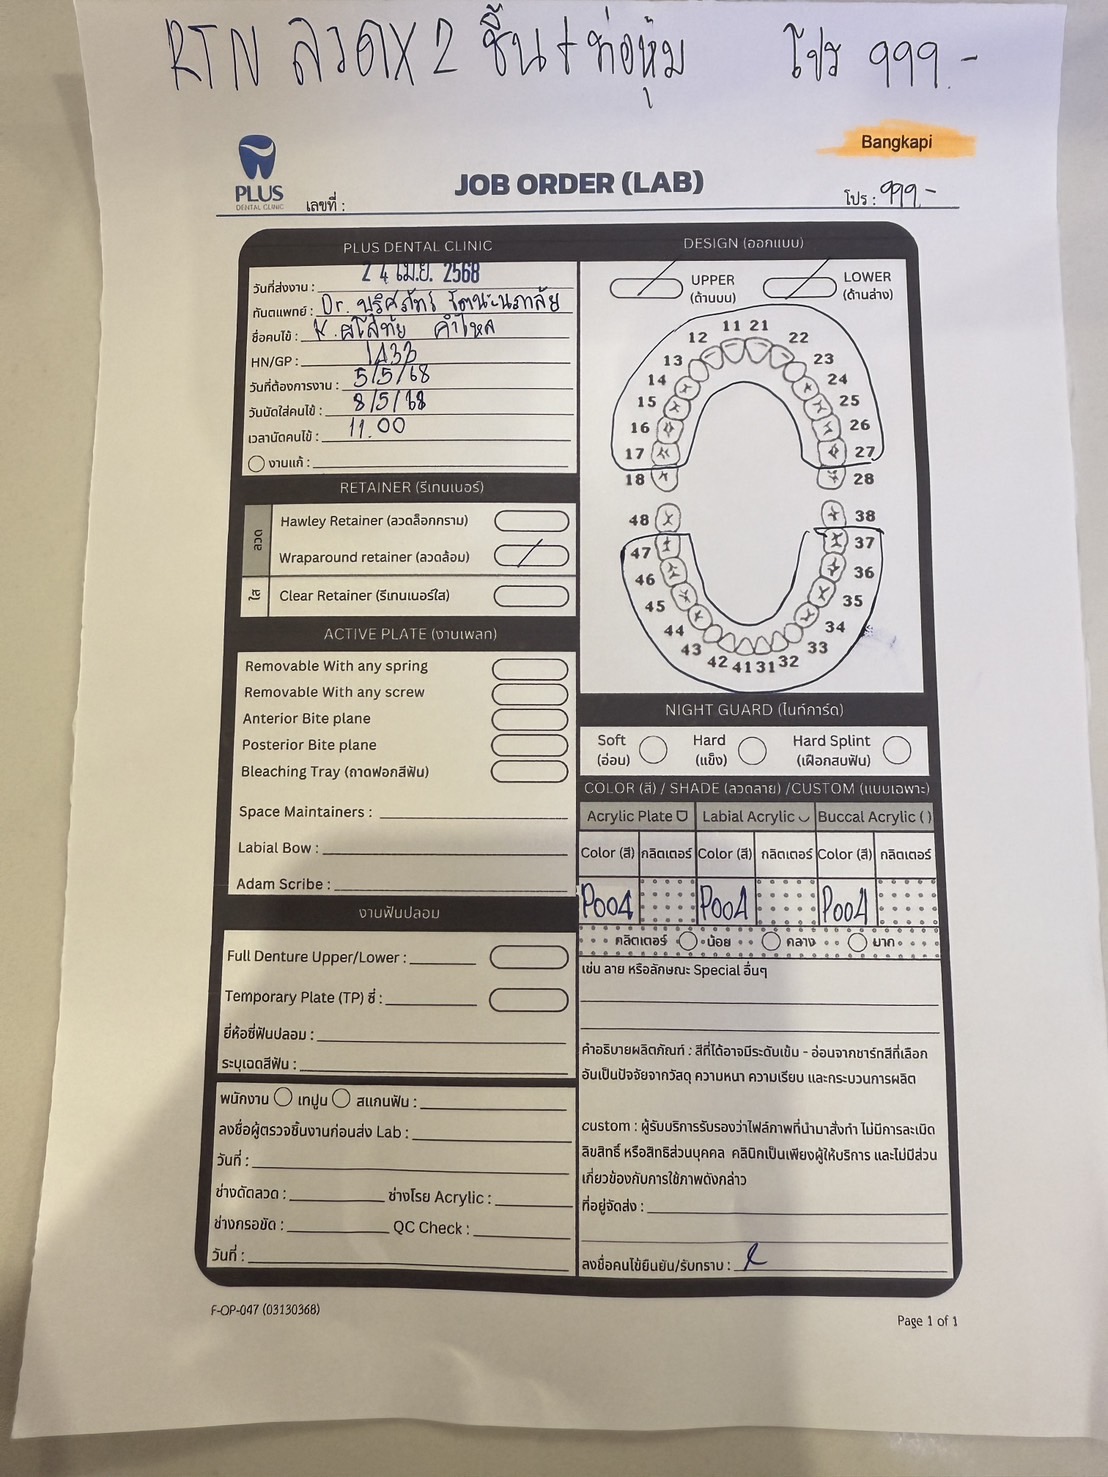 RTN ลวดX2 ชิ้น+ท่อหุ้ม โปร 999.-
Bangkapi
PLUS
DENTAL CLINIC
JOB ORDER (LAB)
เลขที่ :
โปร : 999.-
PLUS DENTAL CLINIC
วันที่ส่งงาน : 24 เม.ย. 2568
ทันตแพทย์ : Dr.
ชื่อคนไข้ : K.
HN/GP : 1433
วันที่ต้องการงาน : 5/5/68
วันนัดใส่คนไข้ : 8/5/68
เวลานัดคนไข้ : 11.00
งานแก้ :
DESIGN (ออกแบบ)
UPPER (ด้านบน)
LOWER (ด้านล่าง)
11 21
12 22
13 23
14 24
15 25
16 26
17 27
18 28
48 38
47 37
46 36
45 35
44 34
43 33
42 41 31 32
RETAINER (รีเทนเนอร์)
ลวด
Hawley Retainer (ลวดล็อกกราม)
Wraparound retainer (ลวดล้อม)
ใส
Clear Retainer (รีเทนเนอร์ใส)
ACTIVE PLATE (งานเพลท)
Removable With any spring
Removable With any screw
Anterior Bite plane
Posterior Bite plane
Bleaching Tray (ถาดฟอกสีฟัน)
Space Maintainers :
Labial Bow :
Adam Scribe :
NIGHT GUARD (ไนท์การ์ด)
Soft (อ่อน)
Hard (แข็ง)
Hard Splint (เฝือกสบฟัน)
COLOR (สี) / SHADE (ลวดลาย) /CUSTOM (แบบเฉพาะ)
Acrylic Plate Labial Acrylic Buccal Acrylic ( )
Color (สี) กลิตเตอร์ Color (สี) กลิตเตอร์ Color (สี) กลิตเตอร์
P004 P004 P004
กลิตเตอร์ น้อย กลาง มาก
เช่น ลาย หรือลักษณะ Special อื่นๆ
งานฟันปลอม
Full Denture Upper/Lower :
Temporary Plate (TP) ซี่ :
ยี่ห้อซี่ฟันปลอม :
ระบุเฉดสีฟัน :
คำอธิบายผลิตภัณฑ์ : สีที่ได้อาจมีระดับเข้ม - อ่อนจากชาร์ทสีที่เลือก
อันเป็นปัจจัยจากวัสดุ ความหนา ความเรียบ และกระบวนการผลิต
custom : ผู้รับบริการรับรองว่าไฟล์ภาพที่นำมาสั่งทำ ไม่มีการละเมิด
ลิขสิทธิ์ หรือสิทธิส่วนบุคคล คลินิกเป็นเพียงผู้ให้บริการ และไม่มีส่วน
เกี่ยวข้องกับการใช้ภาพดังกล่าว
ที่อยู่จัดส่ง :
ลงชื่อคนไข้ยืนยัน/รับทราบ :
พนักงาน เทปูน สแกนฟัน :
ลงชื่อผู้ตรวจชิ้นงานก่อนส่ง Lab :
วันที่ :
ช่างดัดลวด : ช่างโรย Acrylic :
ช่างกรอขัด : QC Check :
วันที่ :
F-OP-047 (03130368)
Page 1 of 1